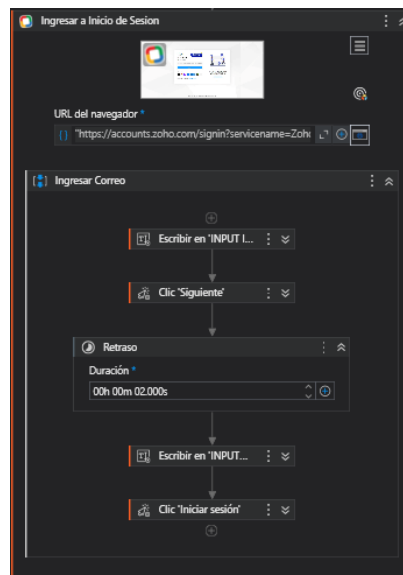 Ingresar a Inicio de Sesion
URL del navegador *
"https://accounts.zoho.com/signin?servicename=Zoho
Ingresar Correo
Escribir en 'INPUT I...
Clic 'Siguiente'
Retraso
Duración *
00h 00m 02.000s
Escribir en 'INPUT...
Clic 'Iniciar sesión'